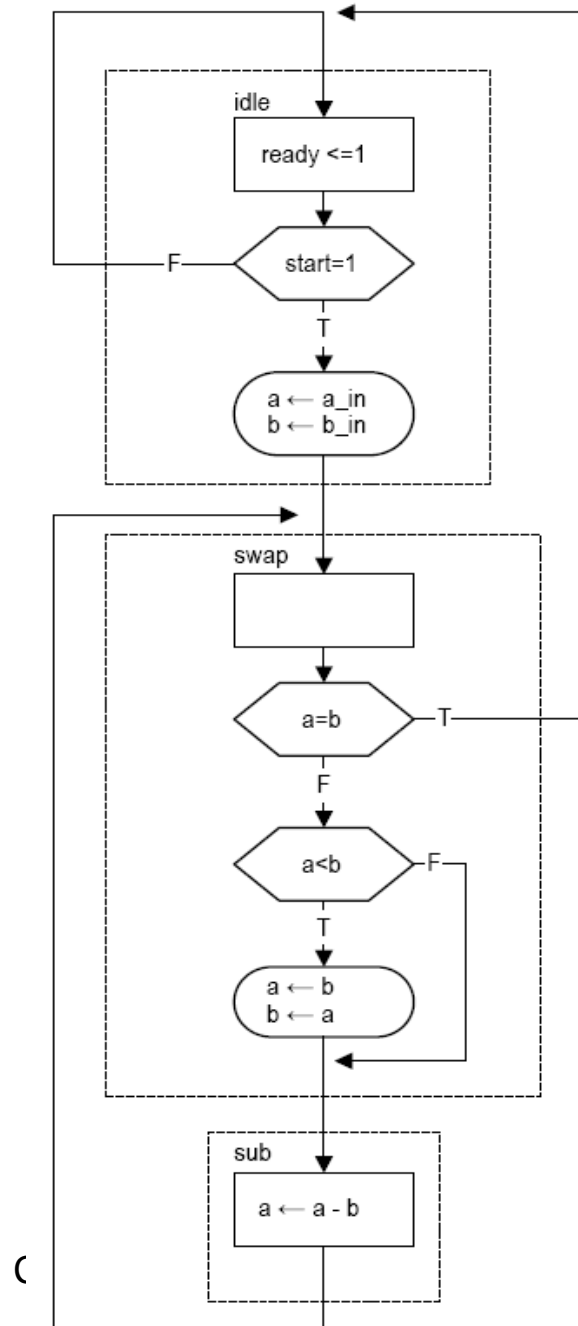 idle
ready <=1
start=1
F
T
a ← a_in
b ← b_in
swap
a=b
T
F
a<b
F
T
a ← b
b ← a
sub
a ← a - b